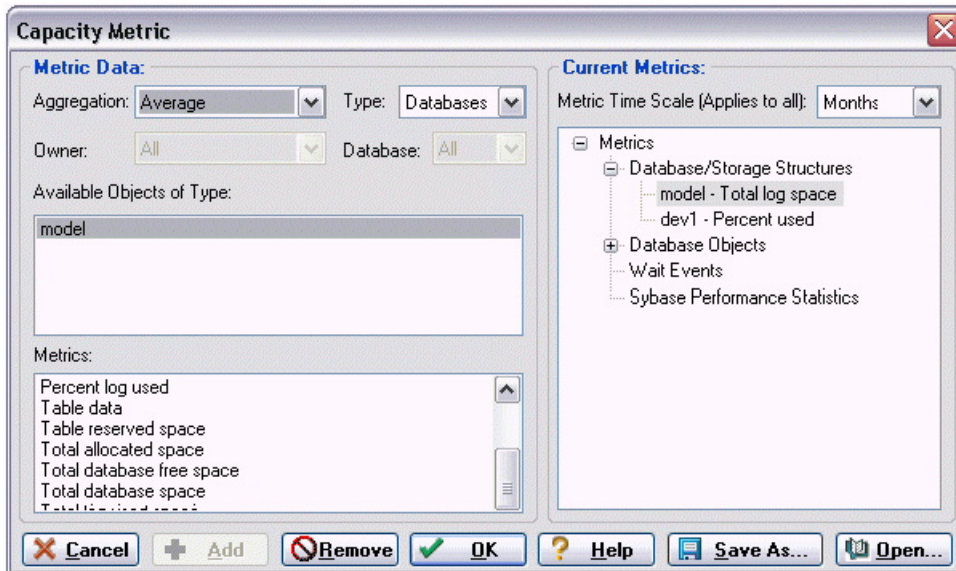 Capacity Metric
Metric Data:
Aggregation: Average Type: Databases
Owner: All Database: All
Available Objects of Type:
model
Metrics:
Percent log used
Table data
Table reserved space
Total allocated space
Total database free space
Total database space
Current Metrics:
Metric Time Scale (Applies to all): Months
Metrics
Database/Storage Structures
model - Total log space
dev1 - Percent used
Database Objects
Wait Events
Sybase Performance Statistics
Cancel Add Remove OK Help Save As... Open...